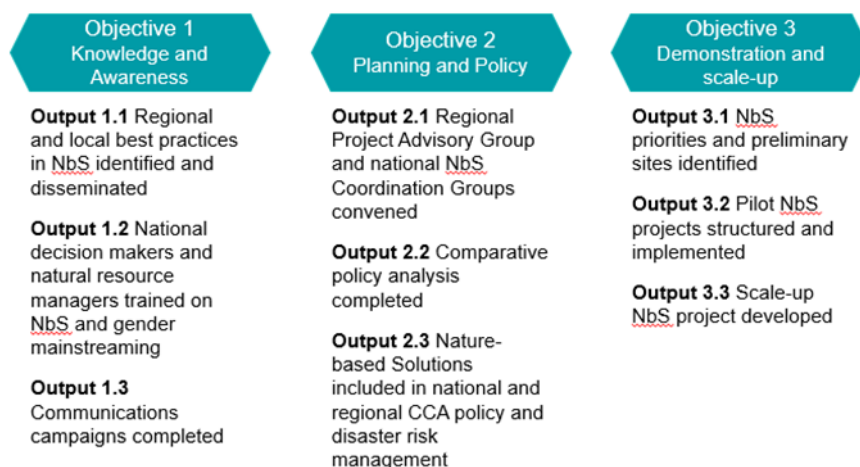 Objective 1
Knowledge and
Awareness
Output 1.1 Regional
and local best practices
in NbS identified and
disseminated
Output 1.2 National
decision makers and
natural resource
managers trained on
NbS and gender
mainstreaming
Output 1.3
Communications
campaigns completed
Objective 2
Planning and Policy
Output 2.1 Regional
Project Advisory Group
and national NbS
Coordination Groups
convened
Output 2.2 Comparative
policy analysis
completed
Output 2.3 Nature-
based Solutions
included in national and
regional CCA policy and
disaster risk
management
Objective 3
Demonstration and
scale-up
Output 3.1 NbS
priorities and preliminary
sites identified
Output 3.2 Pilot NbS
projects structured and
implemented
Output 3.3 Scale-up
NbS project developed